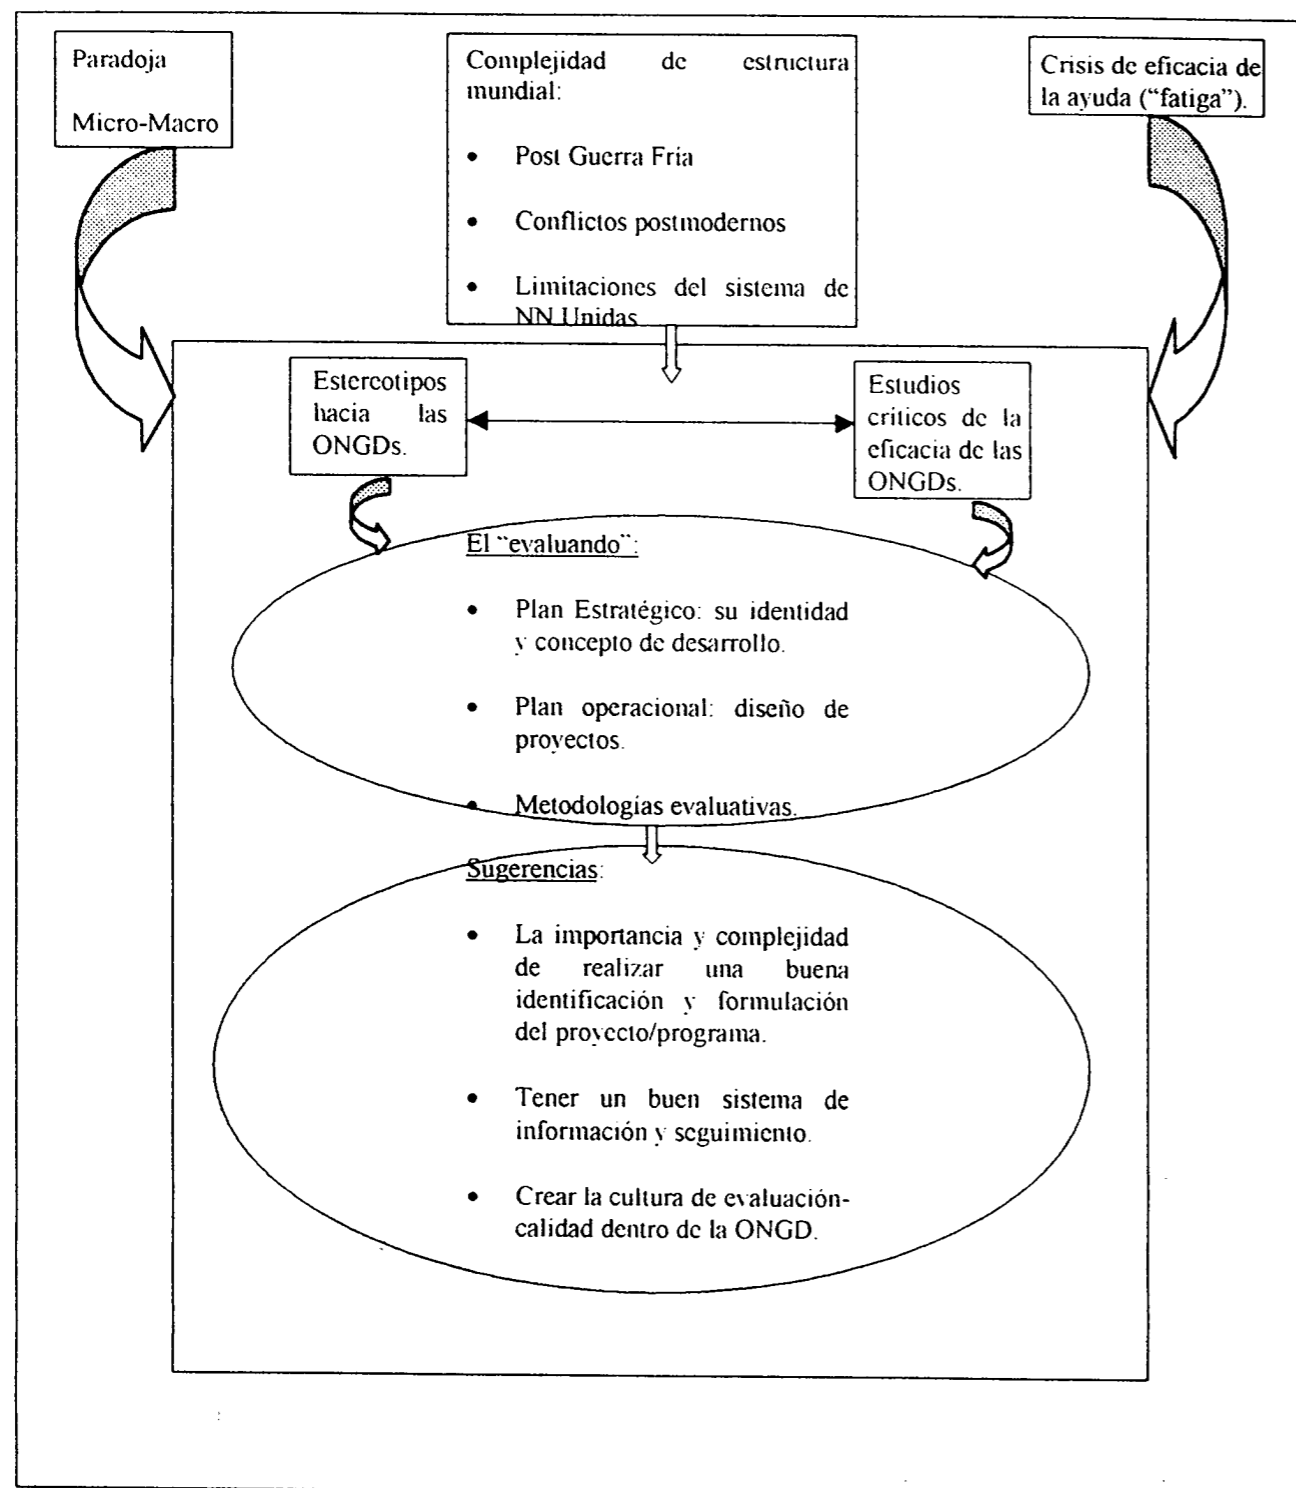 Paradoja
Micro-Macro
Complejidad de estructura
mundial:
• Post Guerra Fría
• Conflictos postmodernos
• Limitaciones del sistema de
NN.Unidas
Crisis de eficacia de
la ayuda (“fatiga”).
Estereotipos
hacia las
ONGDs.
Estudios
críticos de la
eficacia de las
ONGDs.
El “evaluando”:
• Plan Estratégico: su identidad
y concepto de desarrollo.
• Plan operacional: diseño de
proyectos.
• Metodologías evaluativas.
Sugerencias:
• La importancia y complejidad
de realizar una buena
identificación y formulación
del proyecto/programa.
• Tener un buen sistema de
información y seguimiento.
• Crear la cultura de evaluación-
calidad dentro de la ONGD.